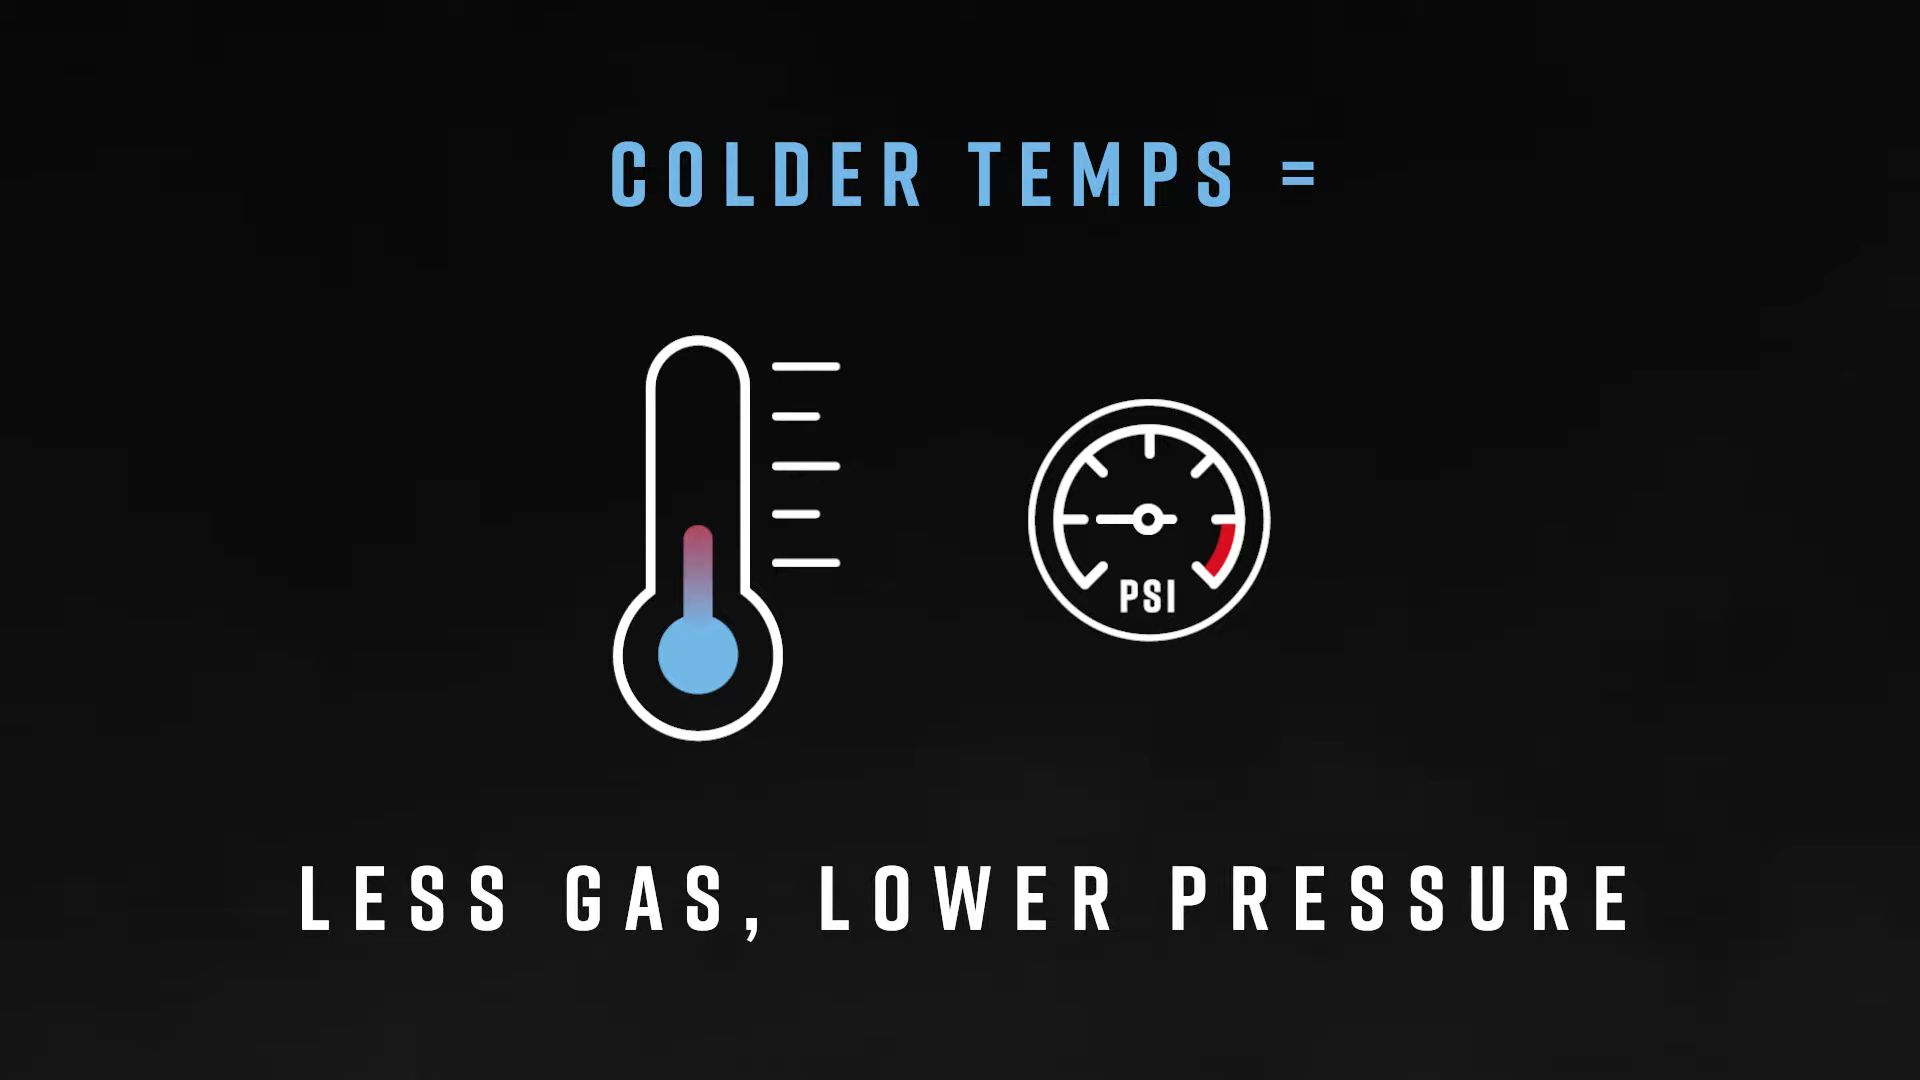 COLDER TEMPS =
PSI
LESS GAS, LOWER PRESSURE